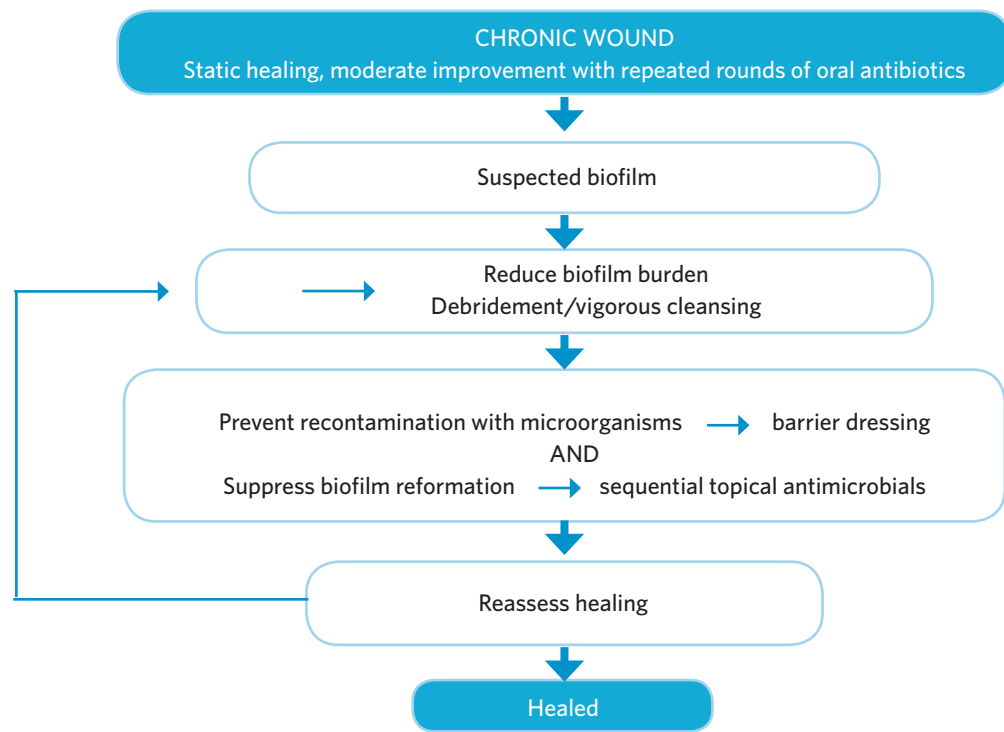 CHRONIC WOUND
Static healing, moderate improvement with repeated rounds of oral antibiotics
Suspected biofilm
Reduce biofilm burden
Debridement/vigorous cleansing
Prevent recontamination with microorganisms → barrier dressing
AND
Suppress biofilm reformation → sequential topical antimicrobials
Reassess healing
Healed